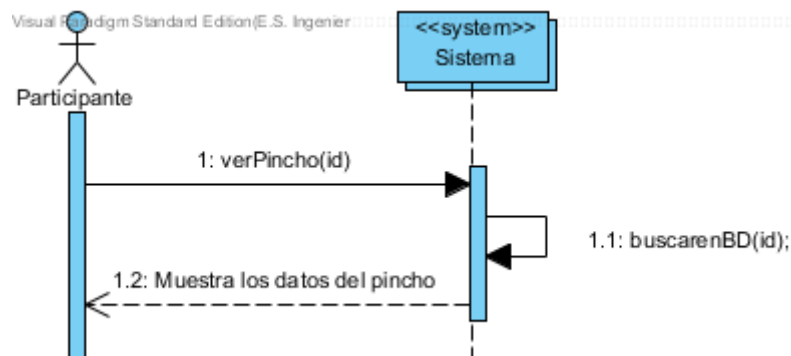 Visual Paradigm Standard Edition(E.S. Ingenier
<<system>>
Sistema
Participante
1: verPincho(id)
1.1: buscarenBD(id);
1.2: Muestra los datos del pincho